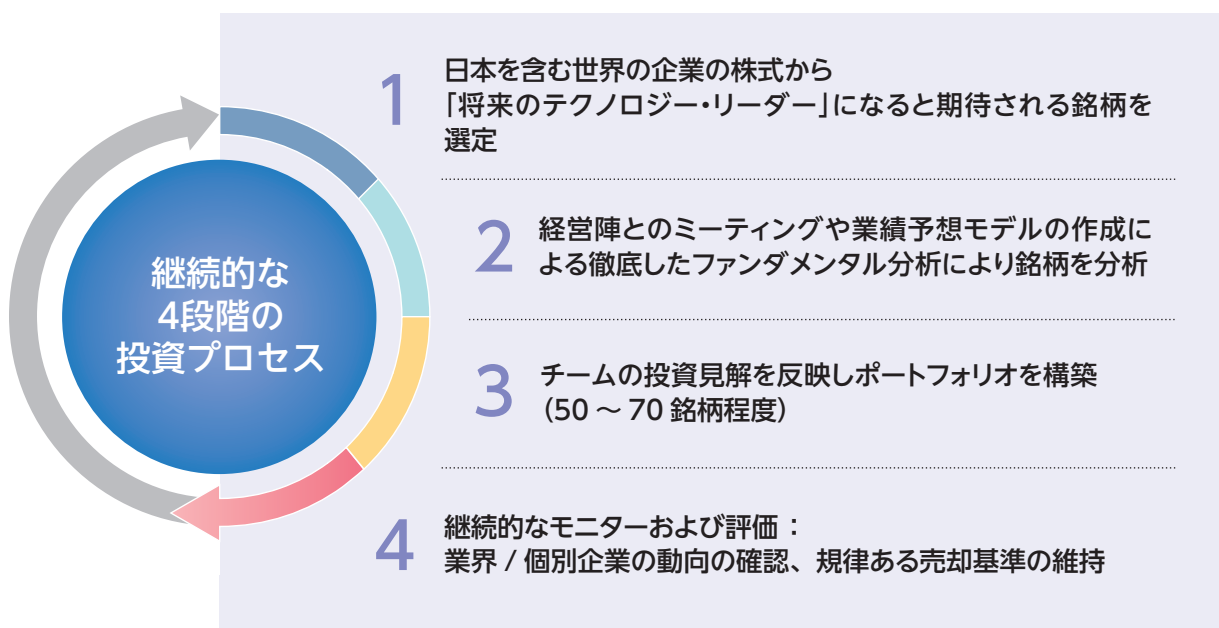 継続的な
4段階の
投資プロセス
1
日本を含む世界の企業の株式から
「将来のテクノロジー・リーダー」になると期待される銘柄を
選定
2
経営陣とのミーティングや業績予想モデルの作成に
よる徹底したファンダメンタル分析により銘柄を分析
3
チームの投資見解を反映しポートフォリオを構築
(50 ～ 70 銘柄程度)
4
継続的なモニターおよび評価：
業界 / 個別企業の動向の確認、規律ある売却基準の維持